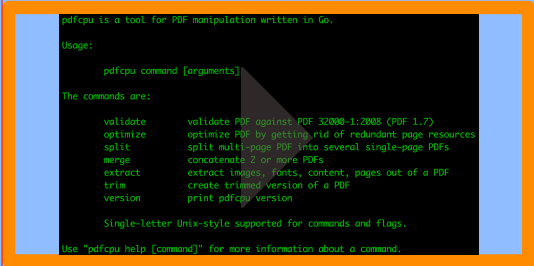 pdfcpu is a tool for PDF manipulation written in Go.
Usage:
pdfcpu command [arguments]
The commands are:
validate validate PDF against PDF 32000-1:2008 (PDF 1.7)
optimize optimize PDF by getting rid of redundant page resources
split split multi-page PDF into several single-page PDFs
merge concatenate 2 or more PDFs
extract extract images, fonts, content, pages out of a PDF
trim create trimmed version of a PDF
version print pdfcpu version
Single-letter Unix-style supported for commands and flags.
Use "pdfcpu help [command]" for more information about a command.